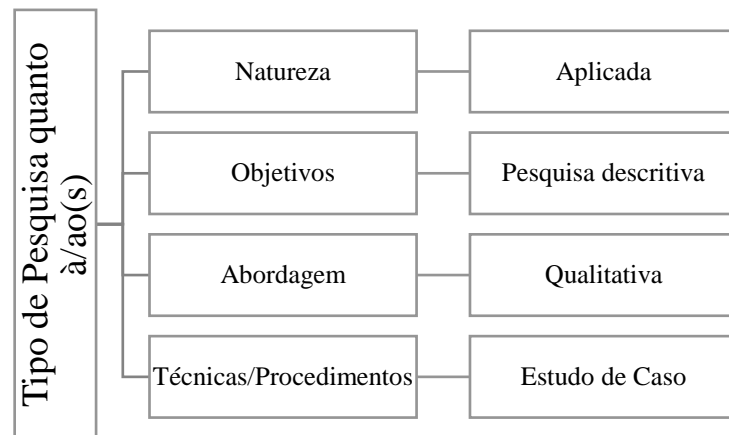 Tipo de Pesquisa quanto
à/ao(s)
Natureza
Aplicada
Objetivos
Pesquisa descritiva
Abordagem
Qualitativa
Técnicas/Procedimentos
Estudo de Caso